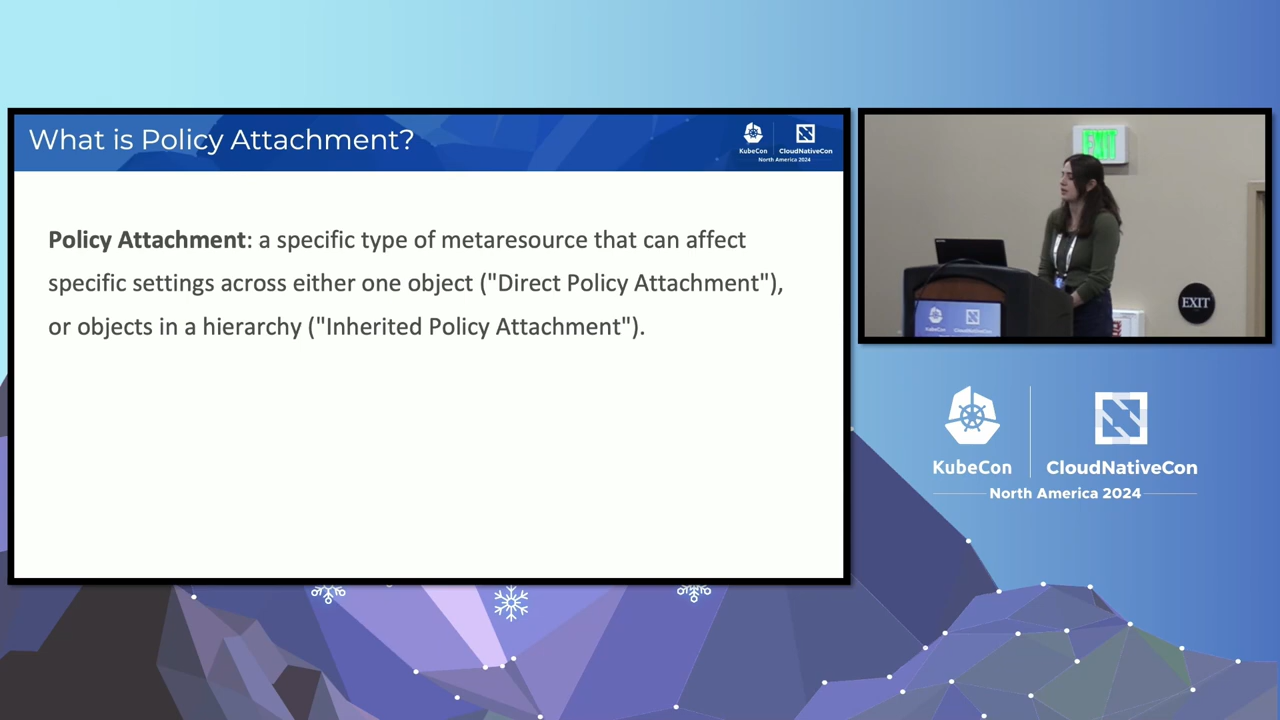 What is Policy Attachment?
KubeCon
CloudNativeCon
North America 2024
Policy Attachment: a specific type of metaresource that can affect
specific settings across either one object ("Direct Policy Attachment"),
or objects in a hierarchy ("Inherited Policy Attachment").
EXIT
EXIT
KubeCon
CloudNativeCon
KubeCon
CloudNativeCon
North America 2024